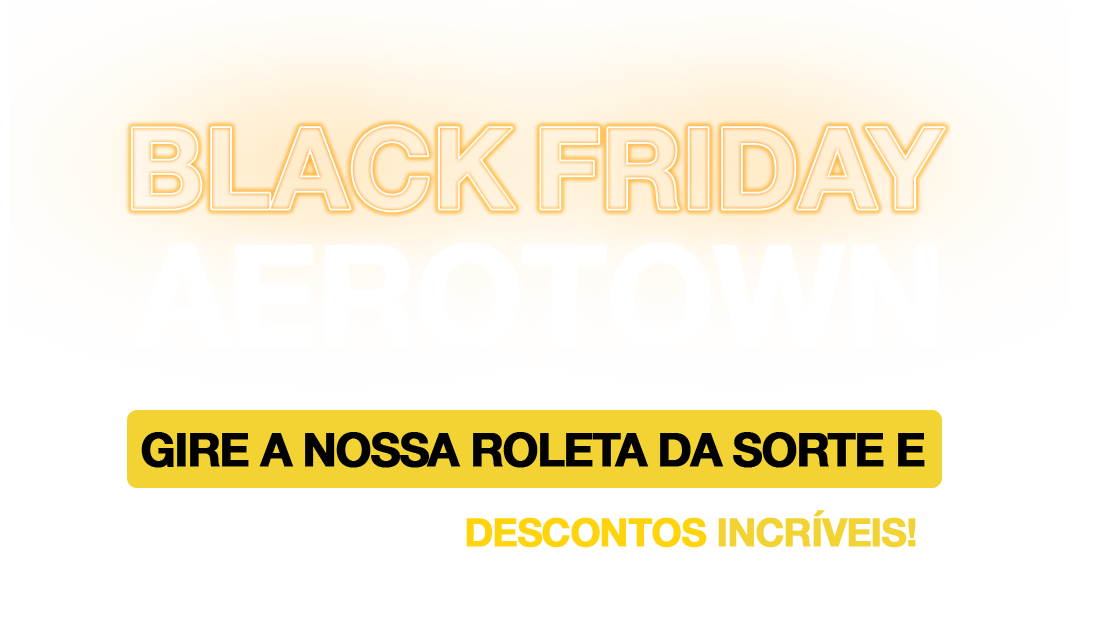 BLACK FRIDAY
AEROTOWN
GIRE A NOSSA ROLETA DA SORTE E
DESCONTOS INCRÍVEIS!